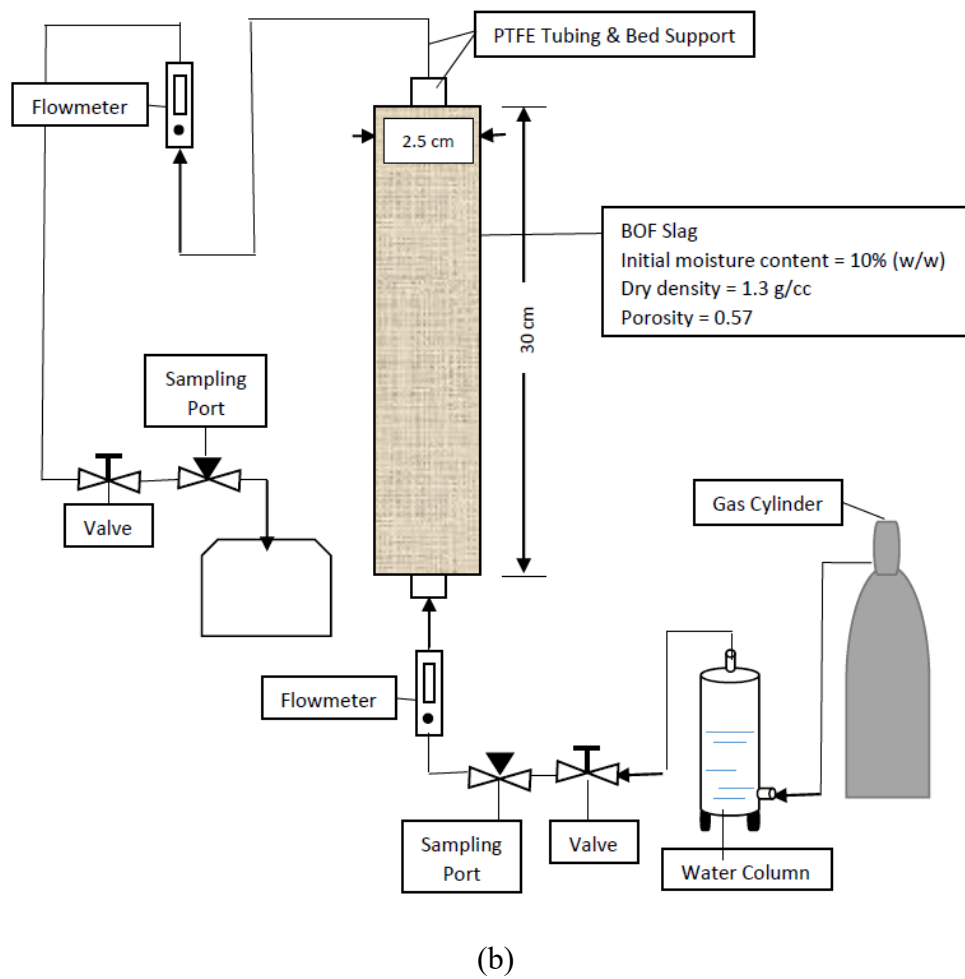 PTFE Tubing & Bed Support
Flowmeter
2.5 cm
BOF Slag
Initial moisture content = 10% (w/w)
Dry density = 1.3 g/cc
Porosity = 0.57
30 cm
Sampling
Port
Valve
Gas Cylinder
Flowmeter
Sampling
Port
Valve
Water Column
(b)